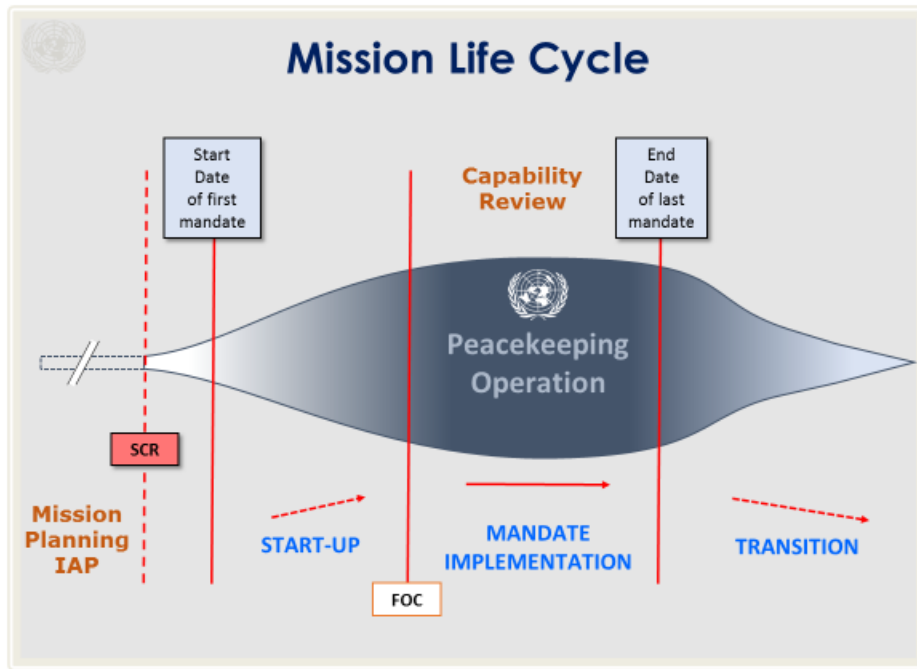 Mission Life Cycle
Start
Date
of first
mandate
Capability
Review
End
Date
of last
mandate
Peacekeeping
Operation
SCR
Mission
Planning
IAP
START-UP
MANDATE
IMPLEMENTATION
TRANSITION
FOC